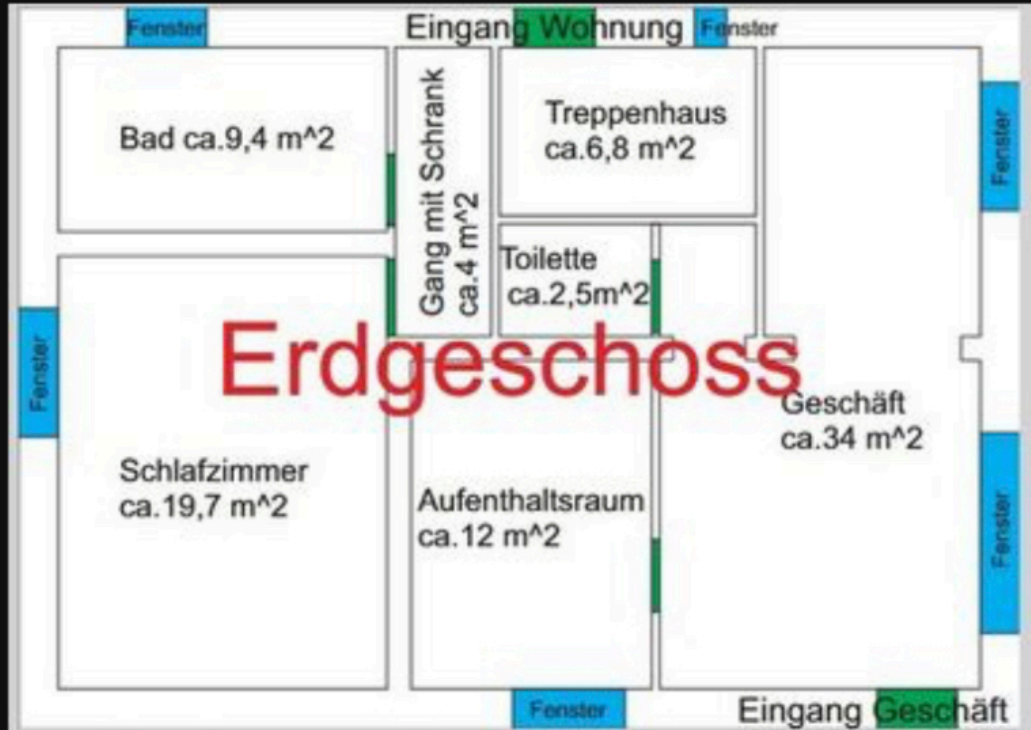 Fenster
Eingang Wohnung
Fenster
Bad ca.9,4 m^2
Gang mit Schrank
ca.4 m^2
Treppenhaus
ca.6,8 m^2
Fenster
Toilette
ca.2,5m^2
Erdgeschoss
Fenster
Geschäft
ca.34 m^2
Schlafzimmer
ca.19,7 m^2
Aufenthaltsraum
ca.12 m^2
Fenster
Fenster
Eingang Geschäft